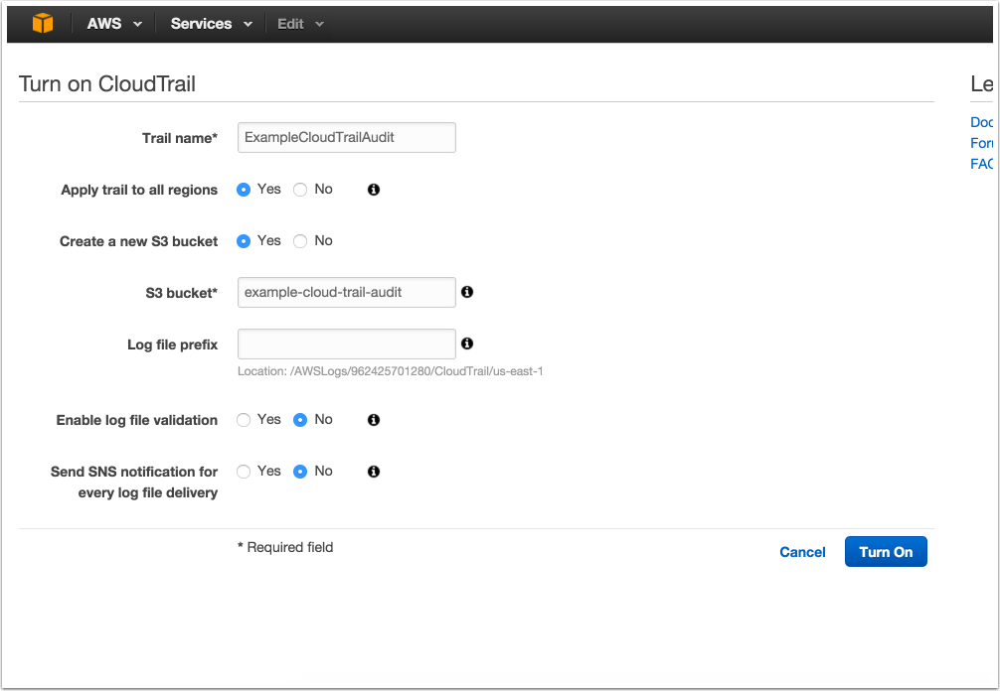 AWS Services Edit
Turn on CloudTrail
Le
Trail name* ExampleCloudTrailAudit
Doc
Foru
FAQ
Apply trail to all regions Yes No
Create a new S3 bucket Yes No
S3 bucket* example-cloud-trail-audit
Log file prefix
Location: /AWSLogs/962425701280/CloudTrail/us-east-1
Enable log file validation Yes No
Send SNS notification for
every log file delivery Yes No
* Required field
Cancel Turn On